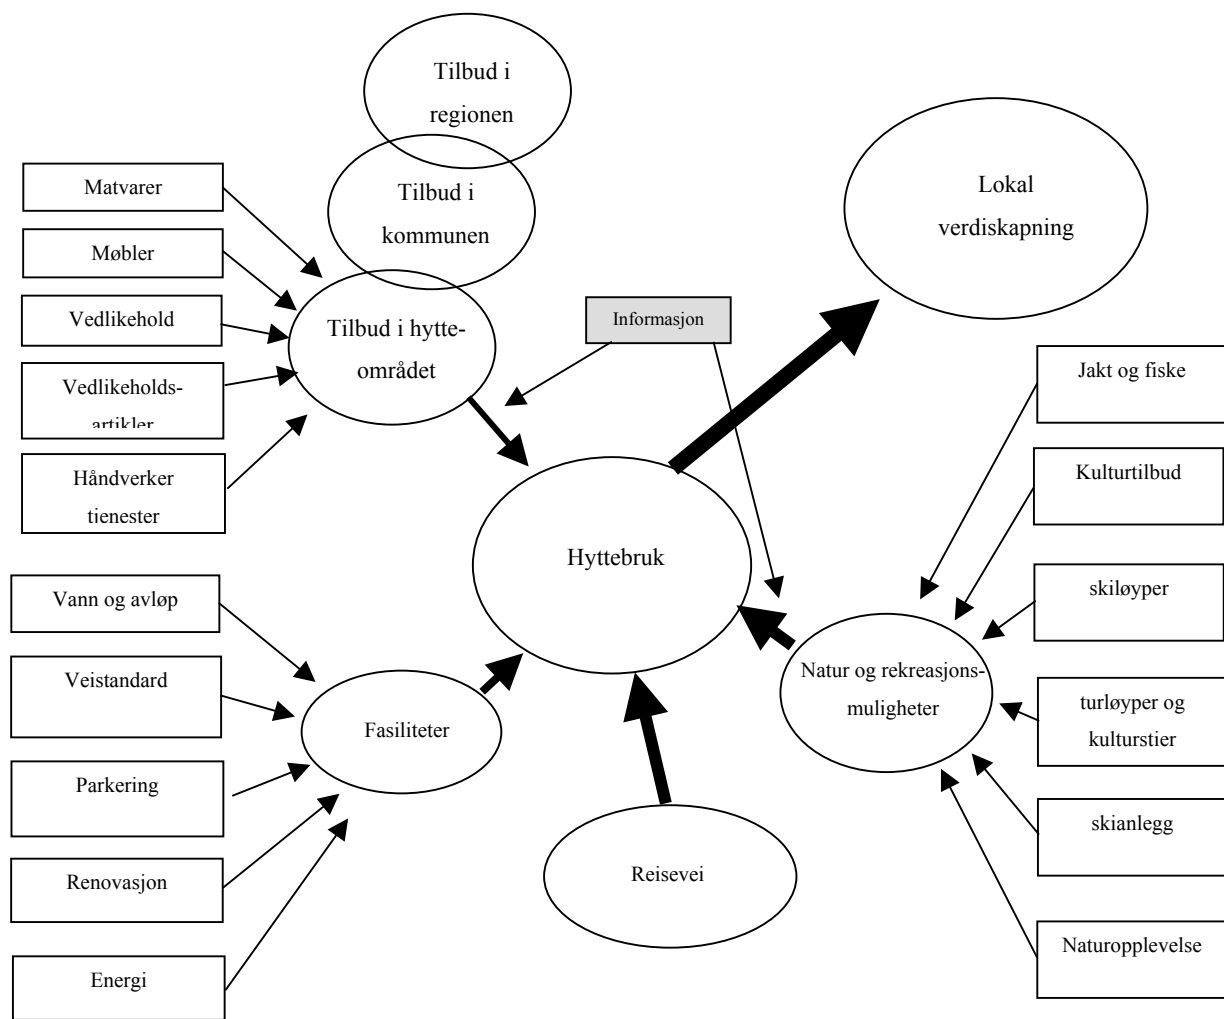 Tilbud i
regionen
Tilbud i
kommunen
Tilbud i hytte-
området
Lokal
verdiskapning
Matvarer
Møbler
Vedlikehold
Vedlikeholds-
artikler
Håndverker
tjenester
Informasjon
Hyttebruk
Jakt og fiske
Kulturtilbud
skiløyper
turløyper og
kulturstier
skianlegg
Naturopplevelse
Natur og rekreasjons-
muligheter
Vann og avløp
Veistandard
Parkering
Renovasjon
Energi
Fasiliteter
Reisevei